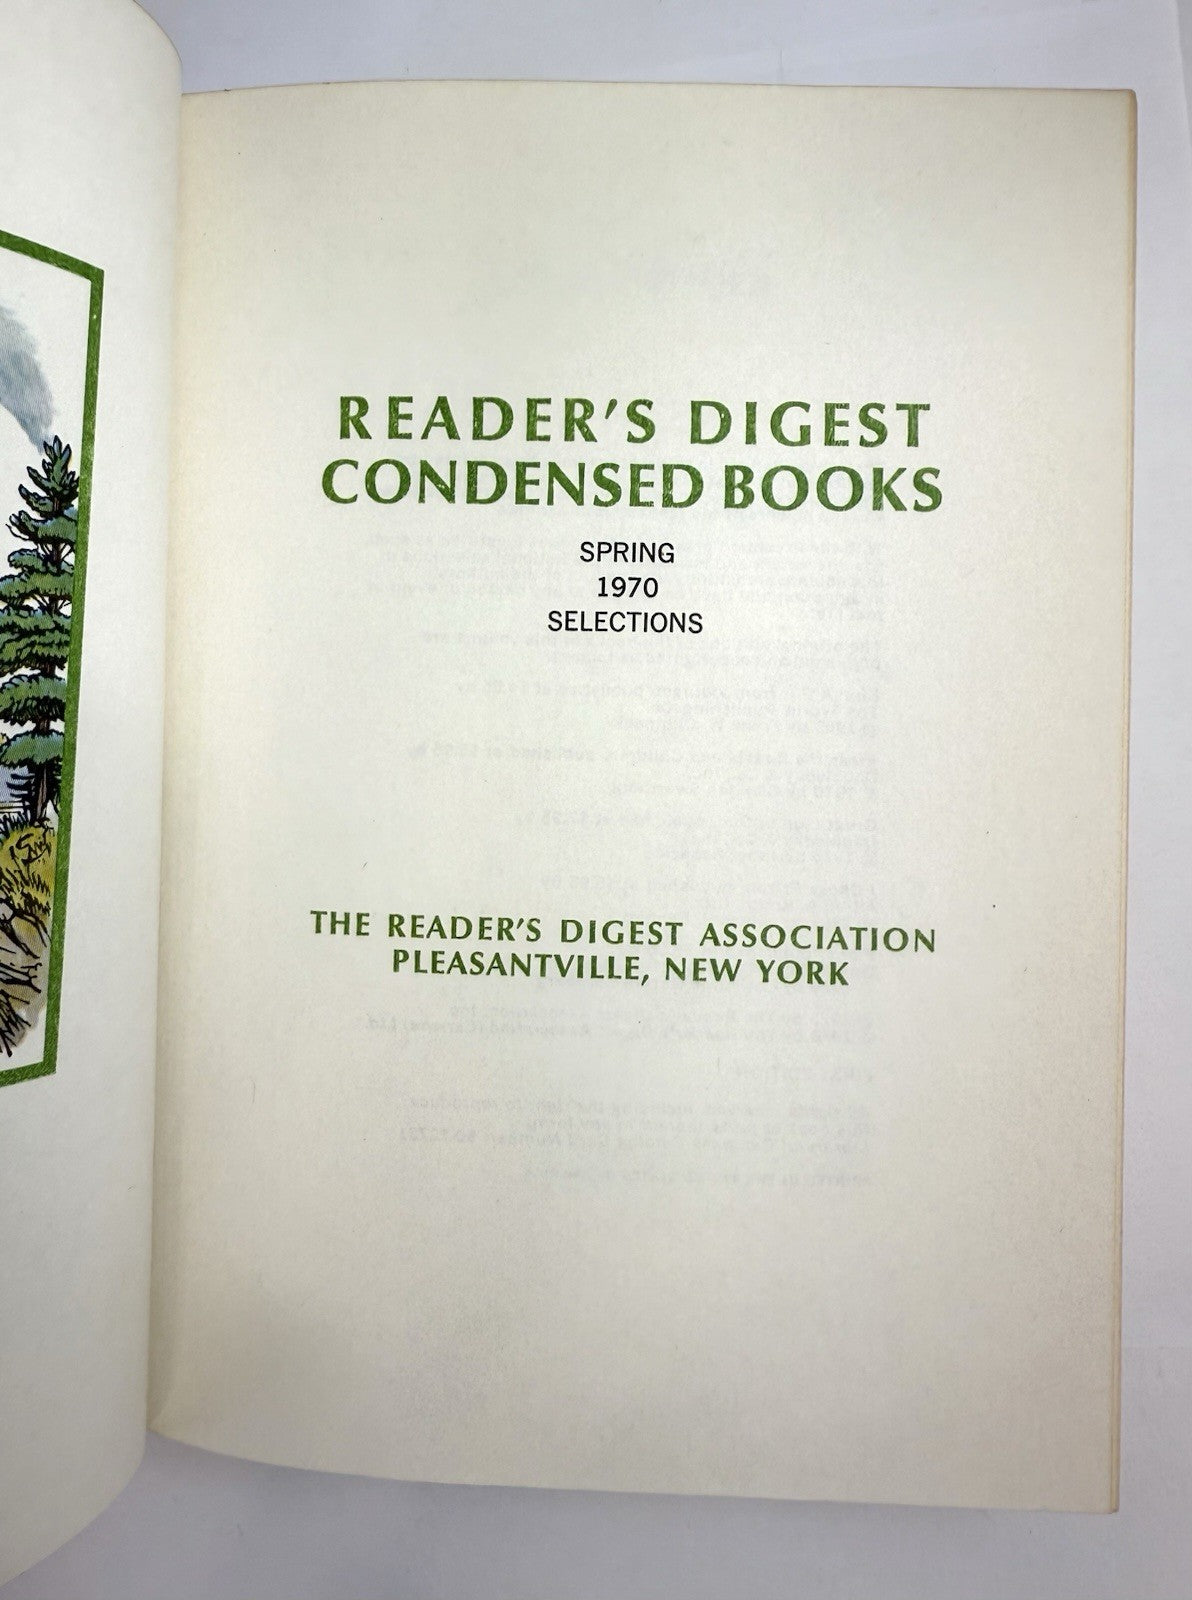 READER'S DIGEST
CONDENSED BOOKS
SPRING
1970
SELECTIONS
THE READER'S DIGEST ASSOCIATION
PLEASANTVILLE, NEW YORK